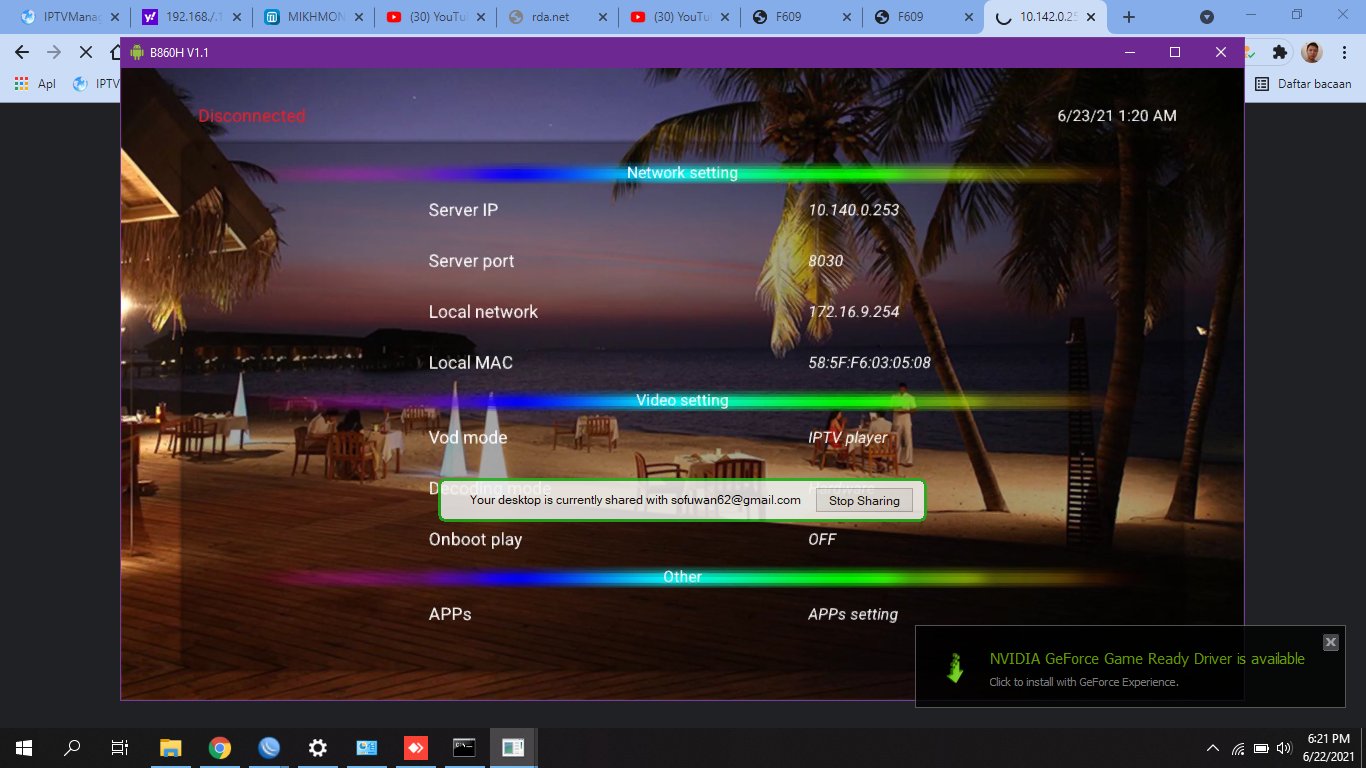 IPTVMana
192.168./.1
MIKHMON
(30) YouTu
rda.net
(30) YouTu
F609
F609
10.142.0.25
B860H V1.1
Apl
IPTV
Daftar bacaan
Disconnected
6/23/21 1:20 AM
Network setting
Server IP 10.140.0.253
Server port 8030
Local network 172.16.9.254
Local MAC 58:5F:F6:03:05:08
Video setting
Vod mode IPTV player
Decoding mode Hardware
Your desktop is currently shared with sofuwan62@gmail.com Stop Sharing
Onboot play OFF
Other
APPs APPs setting
NVIDIA GeForce Game Ready Driver is available
Click to install with GeForce Experience.
6:21 PM
6/22/2021